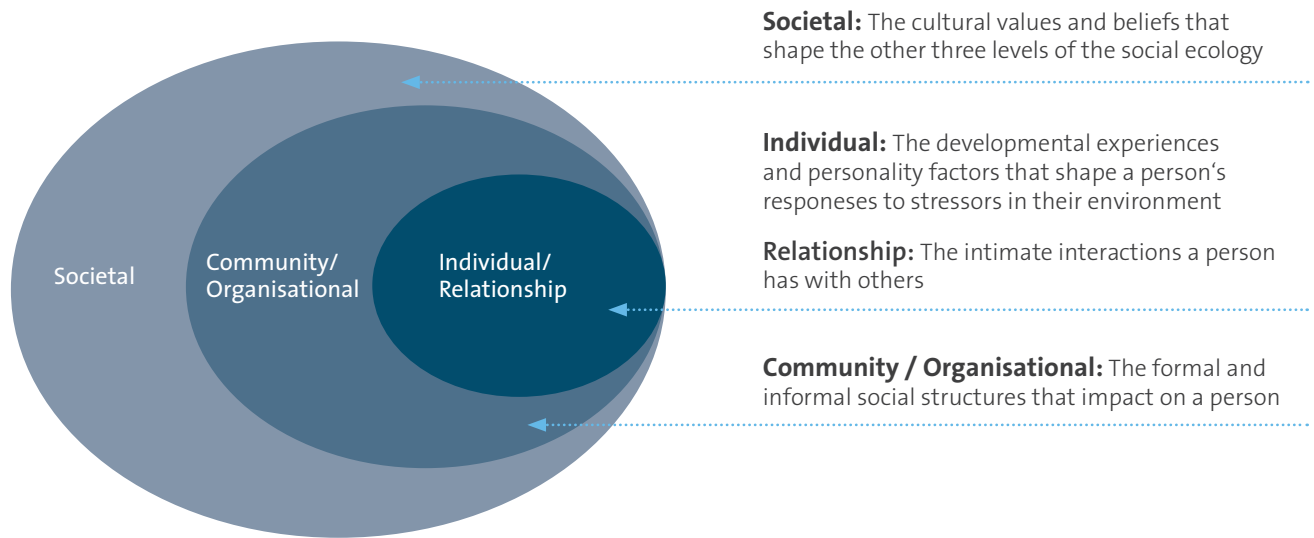 Societal: The cultural values and beliefs that
shape the other three levels of the social ecology
Individual: The developmental experiences
and personality factors that shape a person‘s
responeses to stressors in their environment
Relationship: The intimate interactions a person
has with others
Community / Organisational: The formal and
informal social structures that impact on a person
Societal
Community/
Organisational
Individual/
Relationship